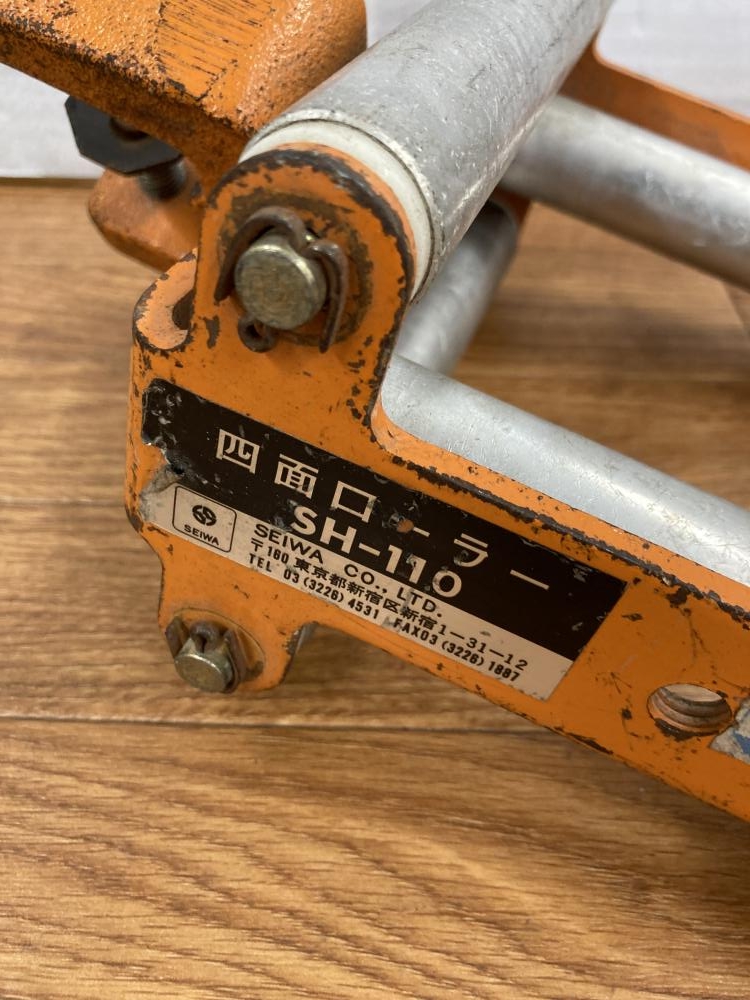 四面ローラー
SH-110
SEIWA
SEIWA CO., LTD.
〒160 東京都新宿区新宿1-31-12
TEL 03(3226)4531 FAX03(3226)1887